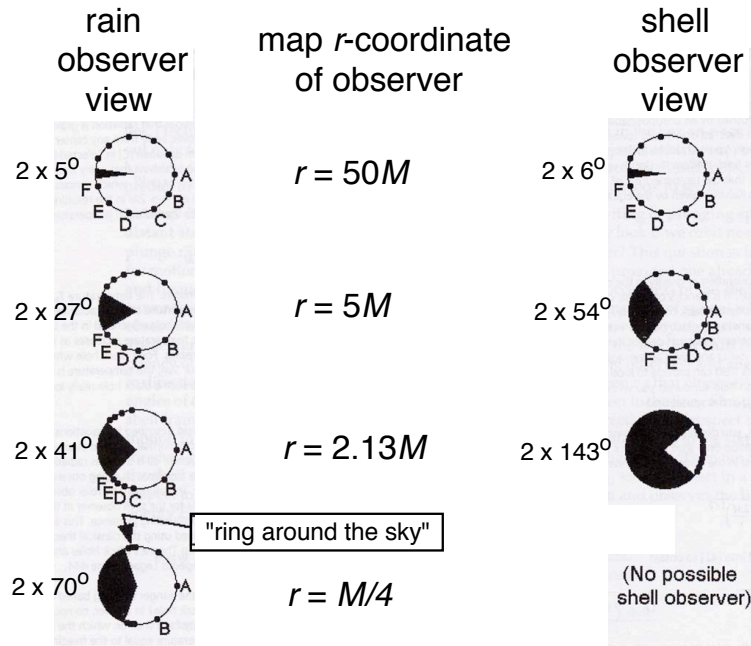 rain
observer
view
map r-coordinate
of observer
shell
observer
view
2 x 5° F E D C B A
r = 50M
2 x 6° F E D C B A
2 x 27° F E D C B A
r = 5M
2 x 54° F E D C B A
2 x 41° F E D C B A
r = 2.13M
2 x 143°
"ring around the sky"
2 x 70° B A
r = M/4
(No possible
shell observer)